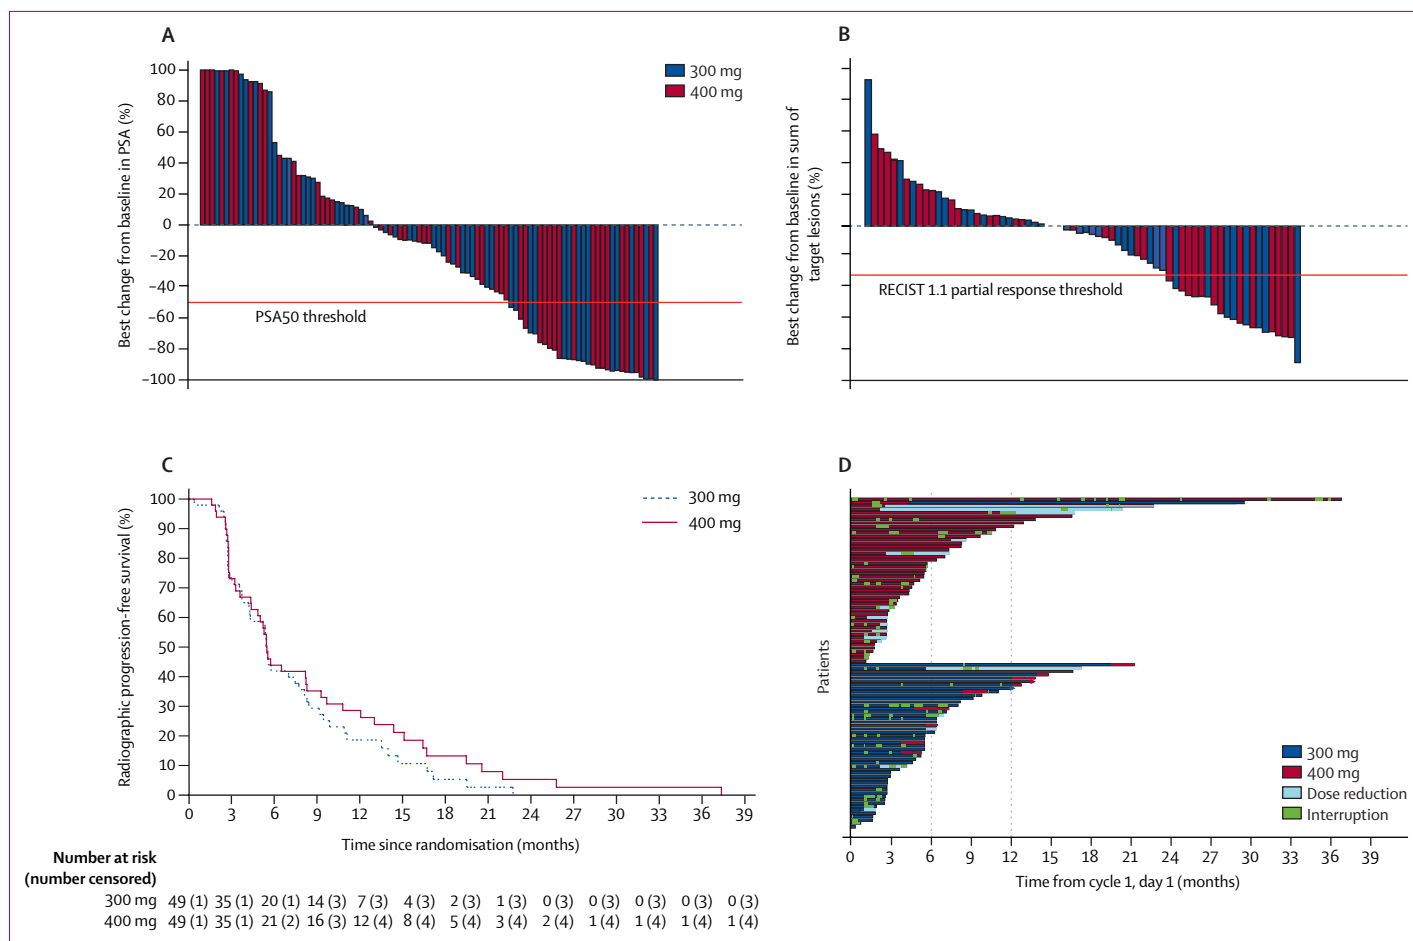 A
Best change from baseline in PSA (%)
100
80
60
40
20
0
−20
−40
−60
−80
−100
300 mg
400 mg
PSA50 threshold
B
Best change from baseline in sum of
target lesions (%)
RECIST 1.1 partial response threshold
C
Radiographic progression-free survival (%)
100
90
80
70
60
50
40
30
20
10
0
300 mg
400 mg
0 3 6 9 12 15 18 21 24 27 30 33 36 39
Time since randomisation (months)
Number at risk
(number censored)
300 mg 49 (1) 35 (1) 20 (1) 14 (3) 7 (3) 4 (3) 2 (3) 1 (3) 0 (3) 0 (3) 0 (3) 0 (3) 0 (3)
400 mg 49 (1) 35 (1) 21 (2) 16 (3) 12 (4) 8 (4) 5 (4) 3 (4) 2 (4) 1 (4) 1 (4) 1 (4) 1 (4)
D
Patients
300 mg
400 mg
Dose reduction
Interruption
0 3 6 9 12 15 18 21 24 27 30 33 36 39
Time from cycle 1, day 1 (months)